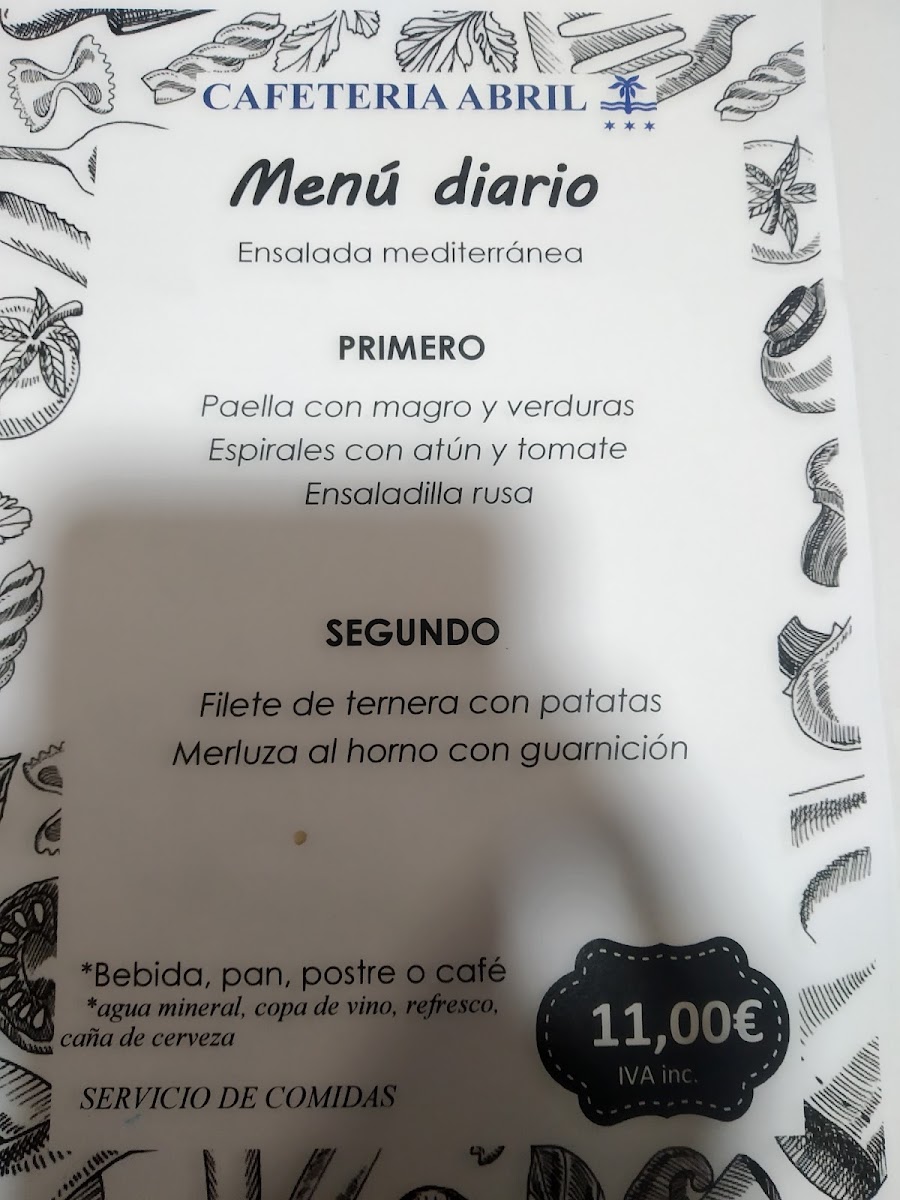 CAFETERIA ABRIL
Menú diario
Ensalada mediterránea
PRIMERO
Paella con magro y verduras
Espirales con atún y tomate
Ensaladilla rusa
SEGUNDO
Filete de ternera con patatas
Merluza al horno con guarnición
*Bebida, pan, postre o café
*agua mineral, copa de vino, refresco,
caña de cerveza
11,00€
IVA inc.
SERVICIO DE COMIDAS